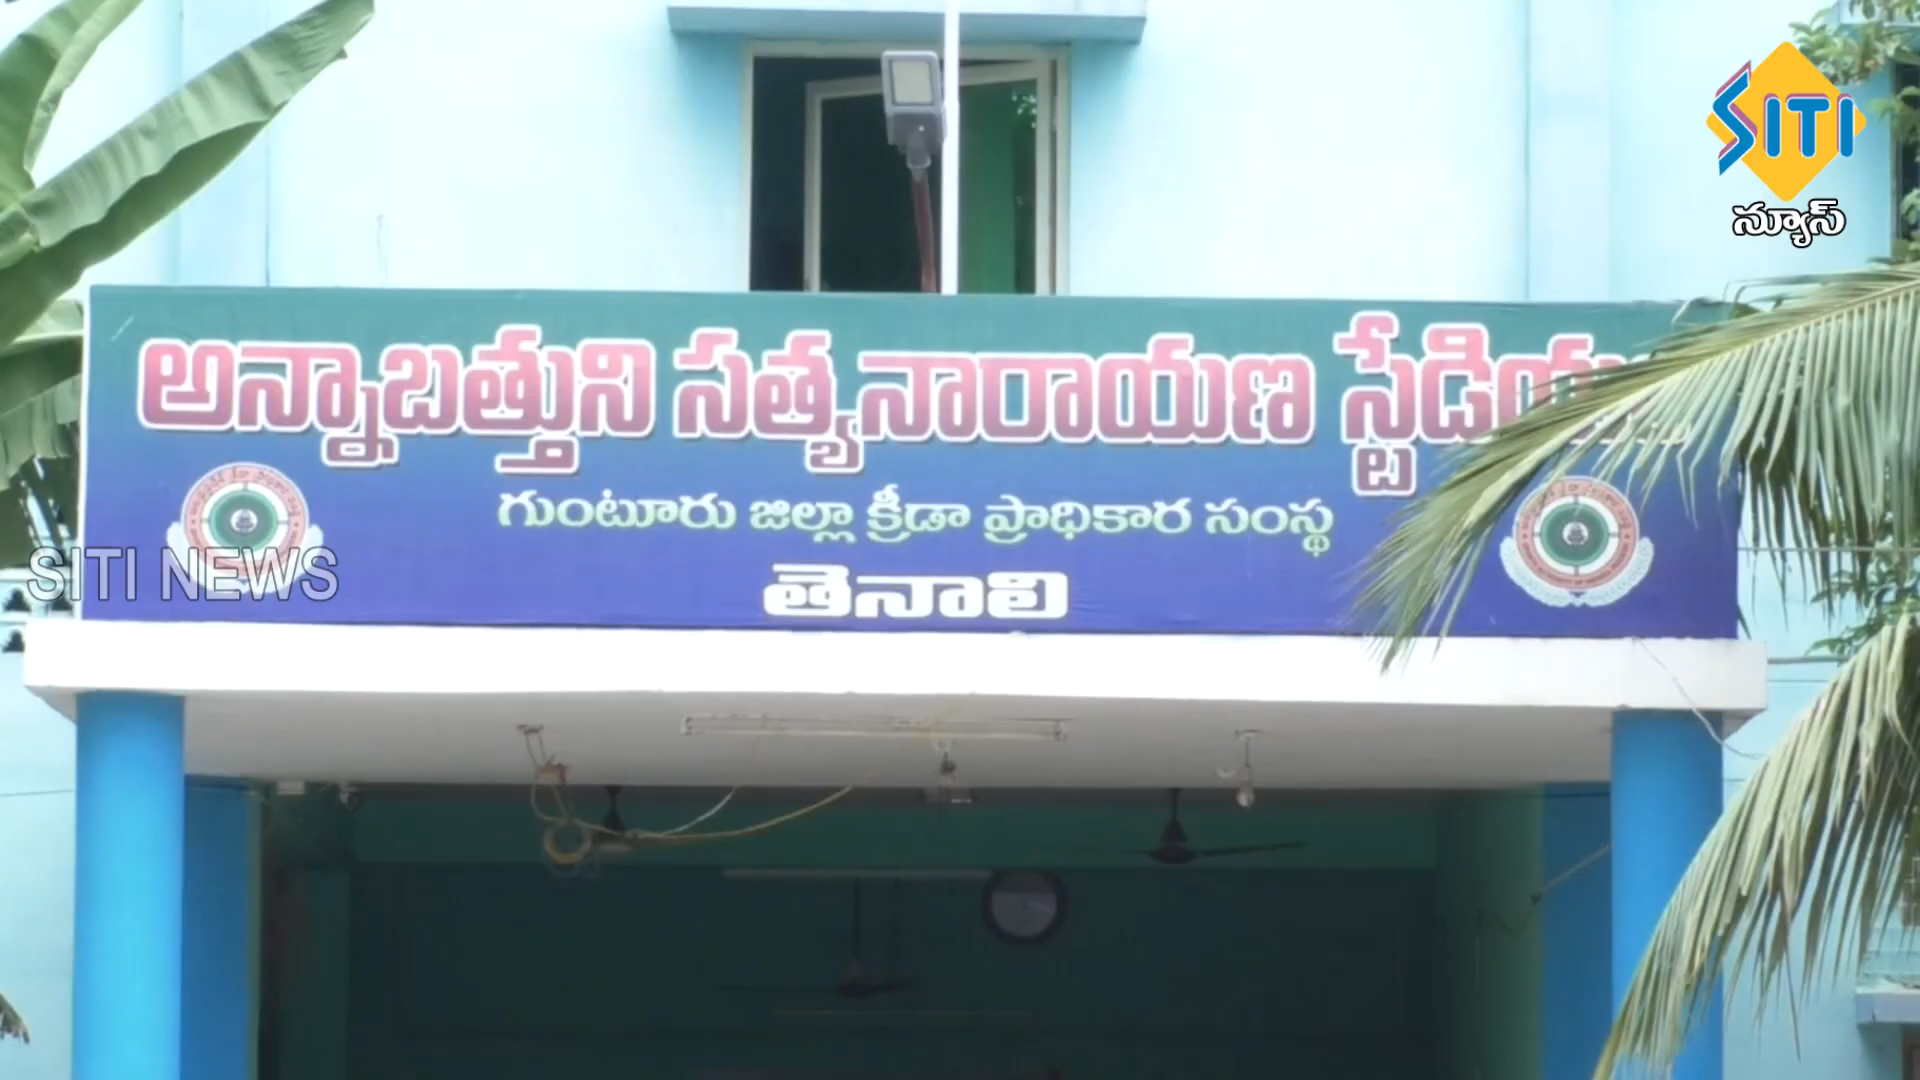 SITI
న్యూస్
అన్నాబత్తుని సత్యనారాయణ
గుంటూరు జిల్లా క్రీడా ప్రాధికార సంస్థ
తెనాలి
SITI NEWS